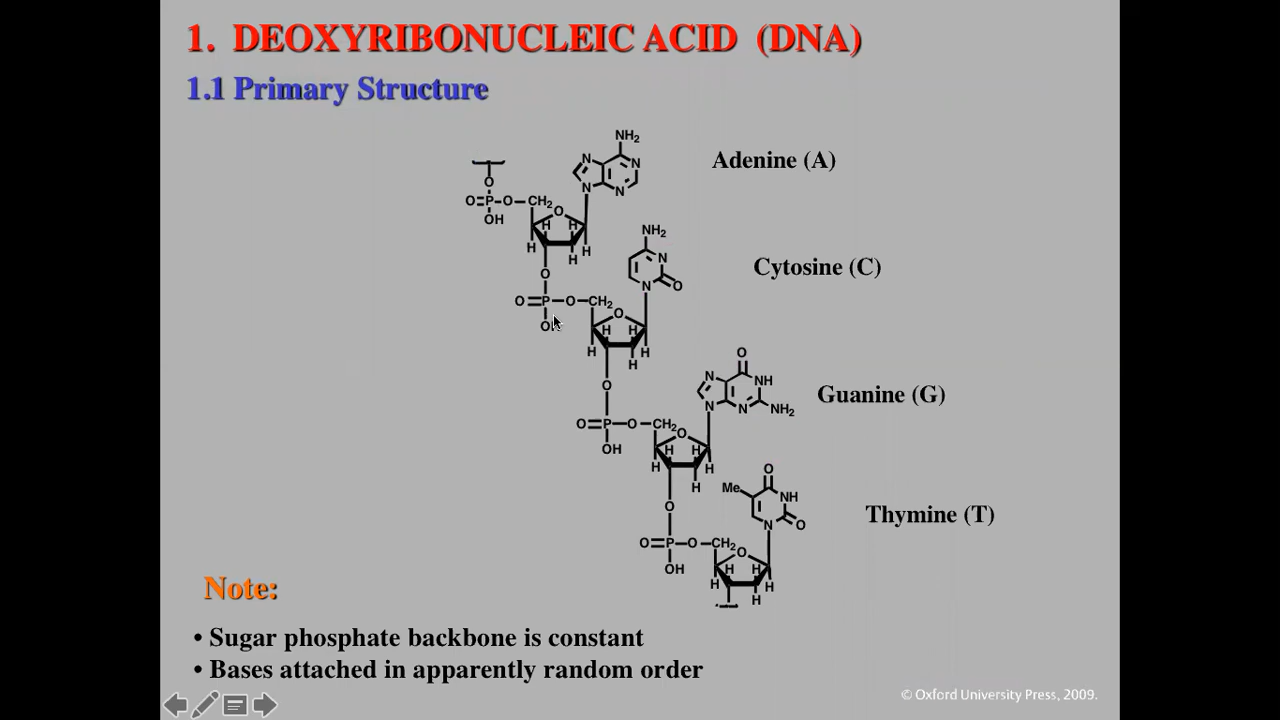 1. DEOXYRIBONUCLEIC ACID (DNA)
1.1 Primary Structure
NH2
Adenine (A)
N
N
O
O=P-O-CH2
N
N
OH
O
H
H
H
H
H
NH2
Cytosine (C)
N
O
N
O
O=P-O-CH2
O
H
H
H
H
H
O
Guanine (G)
N
NH
O
N
N
NH2
O=P-O-CH2
O
OH
H
H
H
H
H
O
Me
NH
Thymine (T)
O
N
O
O=P-O-CH2
O
OH
H
H
H
H
H
Note:
• Sugar phosphate backbone is constant
• Bases attached in apparently random order
© Oxford University Press, 2009.